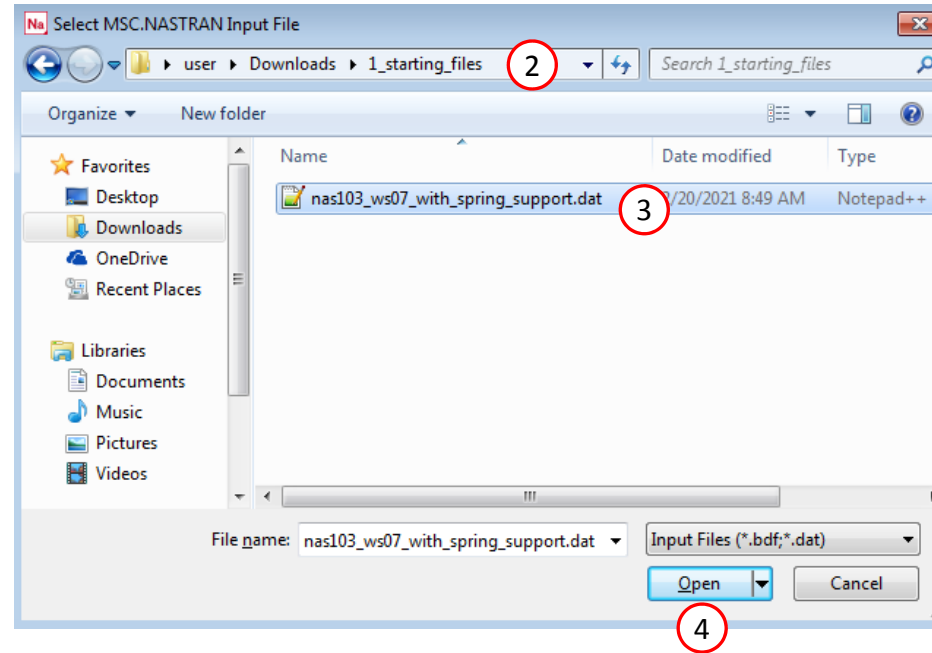 Na Select MSC.NASTRAN Input File
user Downloads 1_starting_files 2 Search 1_starting_files
Organize New folder
Name Date modified Type
Favorites
Desktop nas103_ws07_with_spring_support.dat 3 /20/2021 8:49 AM Notepad++
Downloads
OneDrive
Recent Places
Libraries
Documents
Music
Pictures
Videos
File name: nas103_ws07_with_spring_support.dat Input Files (*.bdf;*.dat)
Open Cancel
4